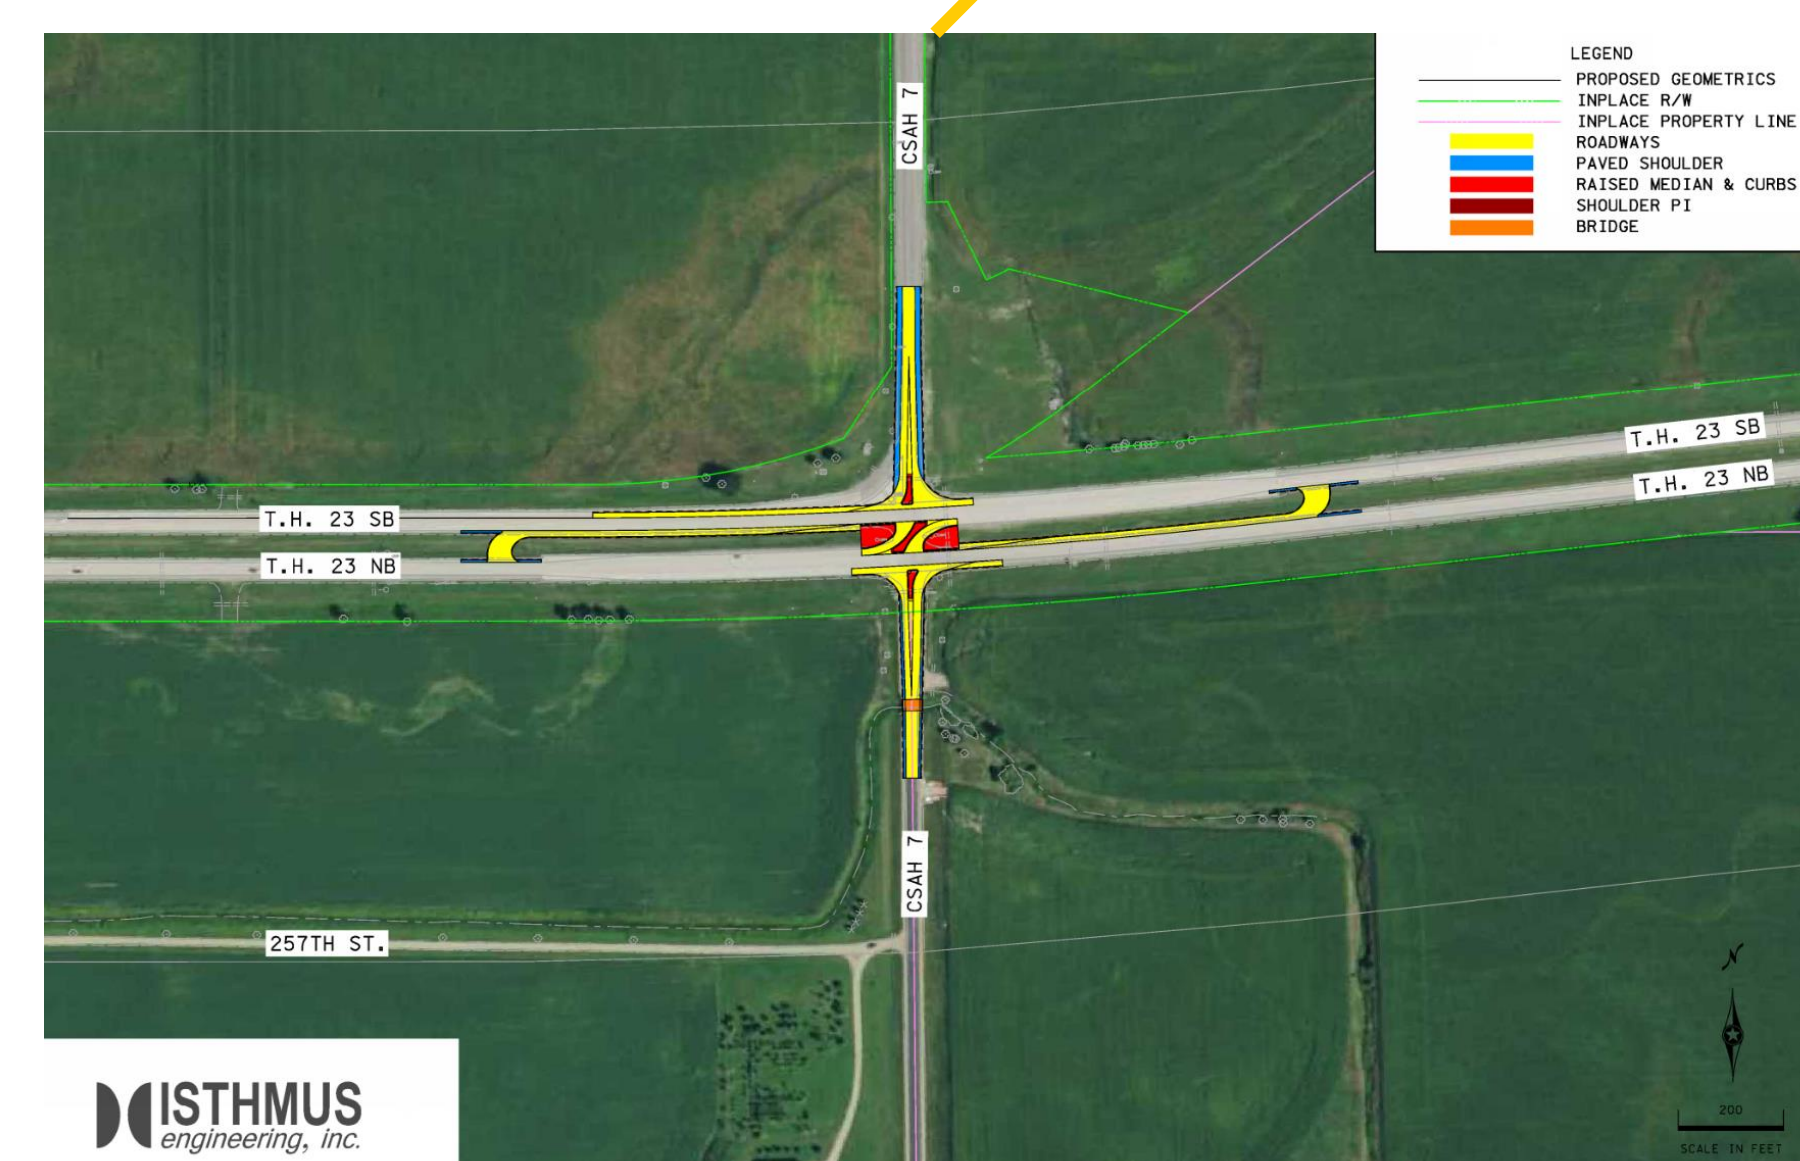 LEGEND
PROPOSED GEOMETRICS
INPLACE R/W
INPLACE PROPERTY LINE
ROADWAYS
PAVED SHOULDER
RAISED MEDIAN & CURBS
SHOULDER PI
BRIDGE
CSAH 7
T.H. 23 SB
T.H. 23 NB
T.H. 23 SB
T.H. 23 NB
CSAH 7
257TH ST.
N
200
SCALE IN FEET
ISTHMUS
engineering, inc.